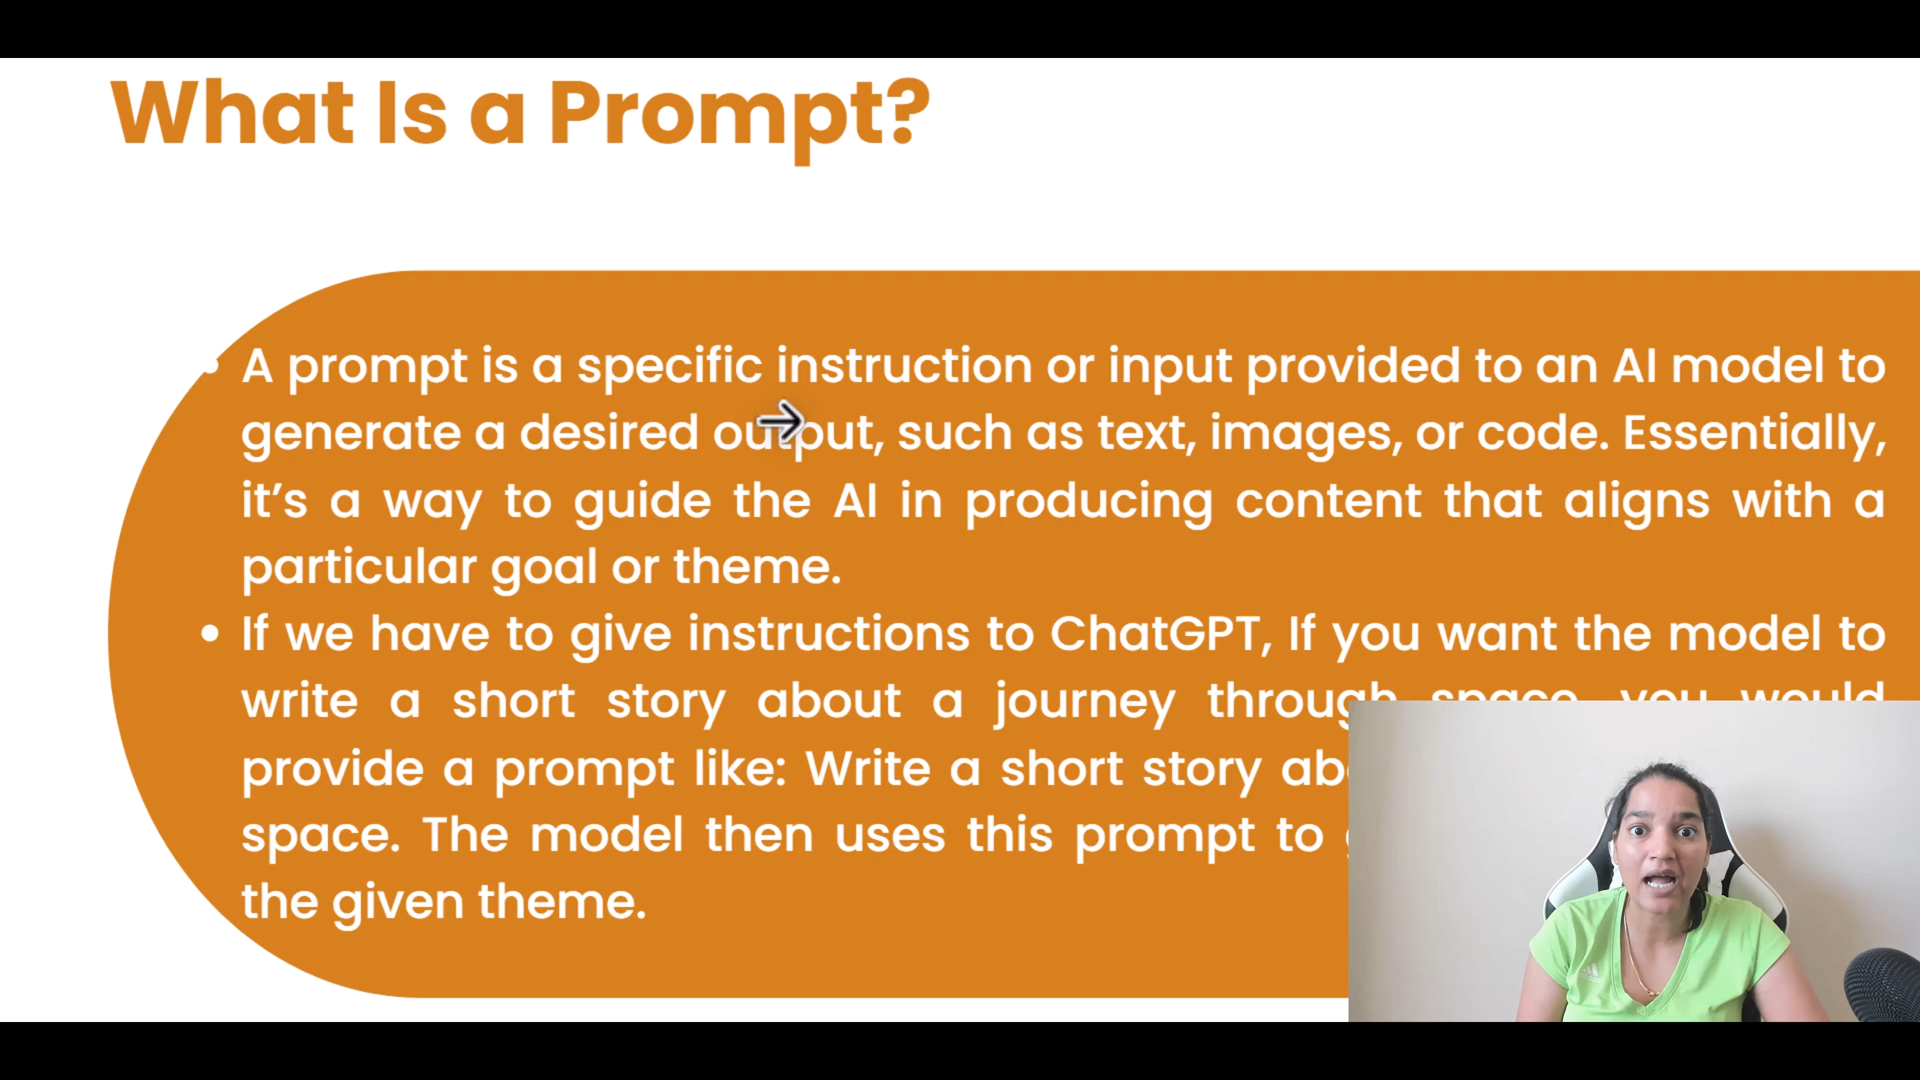 What Is a Prompt?
A prompt is a specific instruction or input provided to an AI model to
generate a desired output, such as text, images, or code. Essentially,
it's a way to guide the AI in producing content that aligns with a
particular goal or theme.
If we have to give instructions to ChatGPT, If you want the model to
write a short story about a journey through space, you would
provide a prompt like: Write a short story
space. The model then uses this prompt to
the given theme.